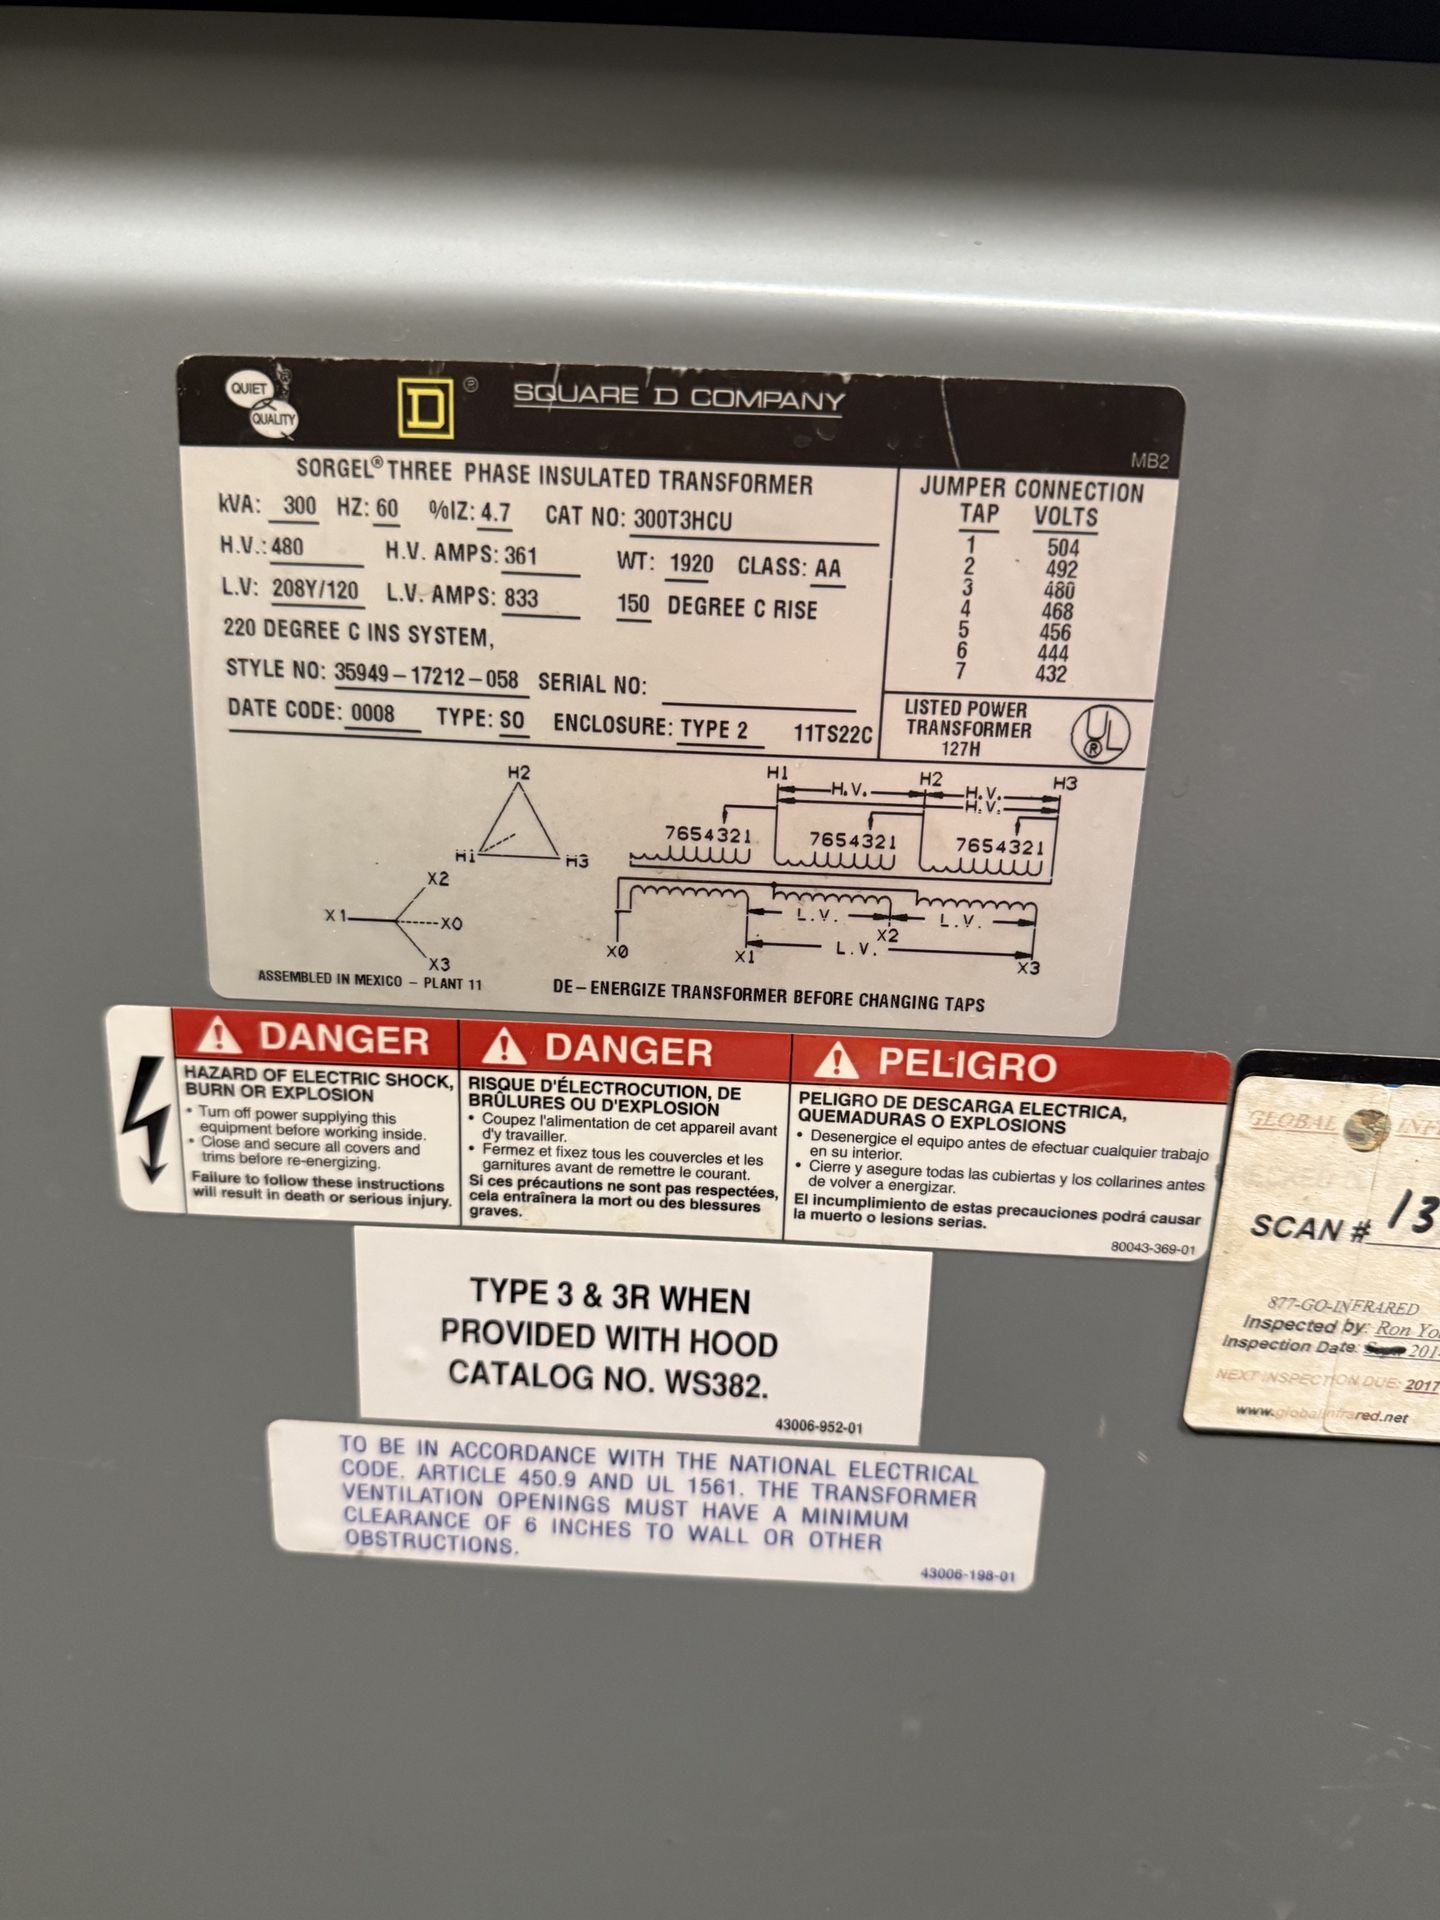 QUIET
QUALITY
D ®
SQUARE D COMPANY
MB2
SORGEL® THREE PHASE INSULATED TRANSFORMER
kVA: 300 HZ: 60 %IZ: 4.7 CAT NO: 300T3HCU
H.V.: 480 H.V. AMPS: 361 WT: 1920 CLASS: AA
L.V: 208Y/120 L.V. AMPS: 833 150 DEGREE C RISE
220 DEGREE C INS SYSTEM,
STYLE NO: 35949-17212-058 SERIAL NO:
DATE CODE: 0008 TYPE: SO ENCLOSURE: TYPE 2 11TS22C
JUMPER CONNECTION
TAP VOLTS
1 504
2 492
3 480
4 468
5 456
6 444
7 432
LISTED POWER
TRANSFORMER
127H
UL ®
H2
H1 H3
X2
X1 X0
X3
H1 H2 H3
H.V. H.V.
H.V.
7654321 7654321 7654321
L.V. L.V.
X2
L.V.
X0 X1 X3
ASSEMBLED IN MEXICO - PLANT 11
DE-ENERGIZE TRANSFORMER BEFORE CHANGING TAPS
DANGER
HAZARD OF ELECTRIC SHOCK,
BURN OR EXPLOSION
• Turn off power supplying this
equipment before working inside.
• Close and secure all covers and
trims before re-energizing.
Failure to follow these instructions
will result in death or serious injury.
DANGER
RISQUE D'ÉLECTROCUTION, DE
BRÛLURES OU D'EXPLOSION
• Coupez l'alimentation de cet appareil avant
d'y travailler.
• Fermez et fixez tous les couvercles et les
garnitures avant de remettre le courant.
Si ces précautions ne sont pas respectées,
cela entraînera la mort ou des blessures
graves.
PELIGRO
PELIGRO DE DESCARGA ELECTRICA,
QUEMADURAS O EXPLOSIONS
• Desenergice el equipo antes de efectuar cualquier trabajo
en su interior.
• Cierre y asegure todas las cubiertas y los collarines antes
de volver a energizar.
El incumplimiento de estas precauciones podrá causar
la muerto o lesions serias.
80043-369-01
TYPE 3 & 3R WHEN
PROVIDED WITH HOOD
CATALOG NO. WS382.
43006-952-01
TO BE IN ACCORDANCE WITH THE NATIONAL ELECTRICAL
CODE, ARTICLE 450.9 AND UL 1561. THE TRANSFORMER
VENTILATION OPENINGS MUST HAVE A MINIMUM
CLEARANCE OF 6 INCHES TO WALL OR OTHER
OBSTRUCTIONS.
43006-198-01
GLOBAL
SCAN # 13
877-GO-INFRARED
Inspected by: Ron
Inspection Date:
NEXT INSPECTION DUE: 2017
www.globalinfrared.net